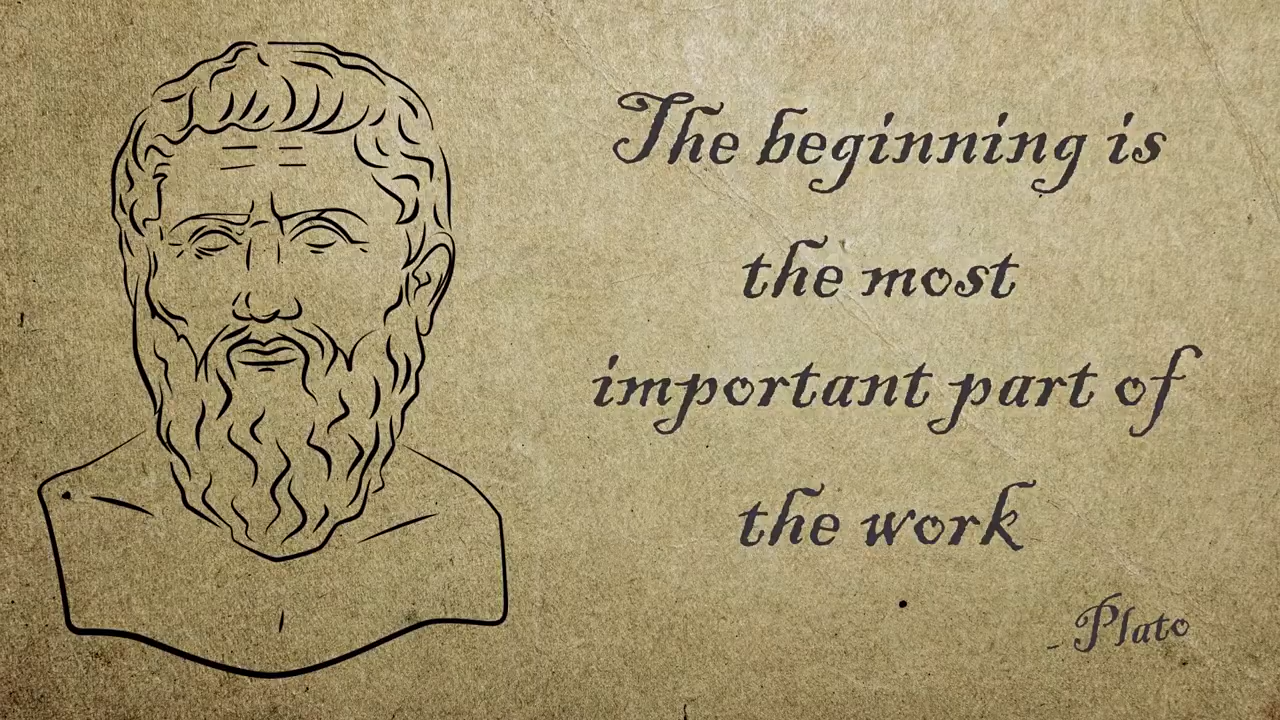 The beginning is
the most
important part of
the work
- Plato